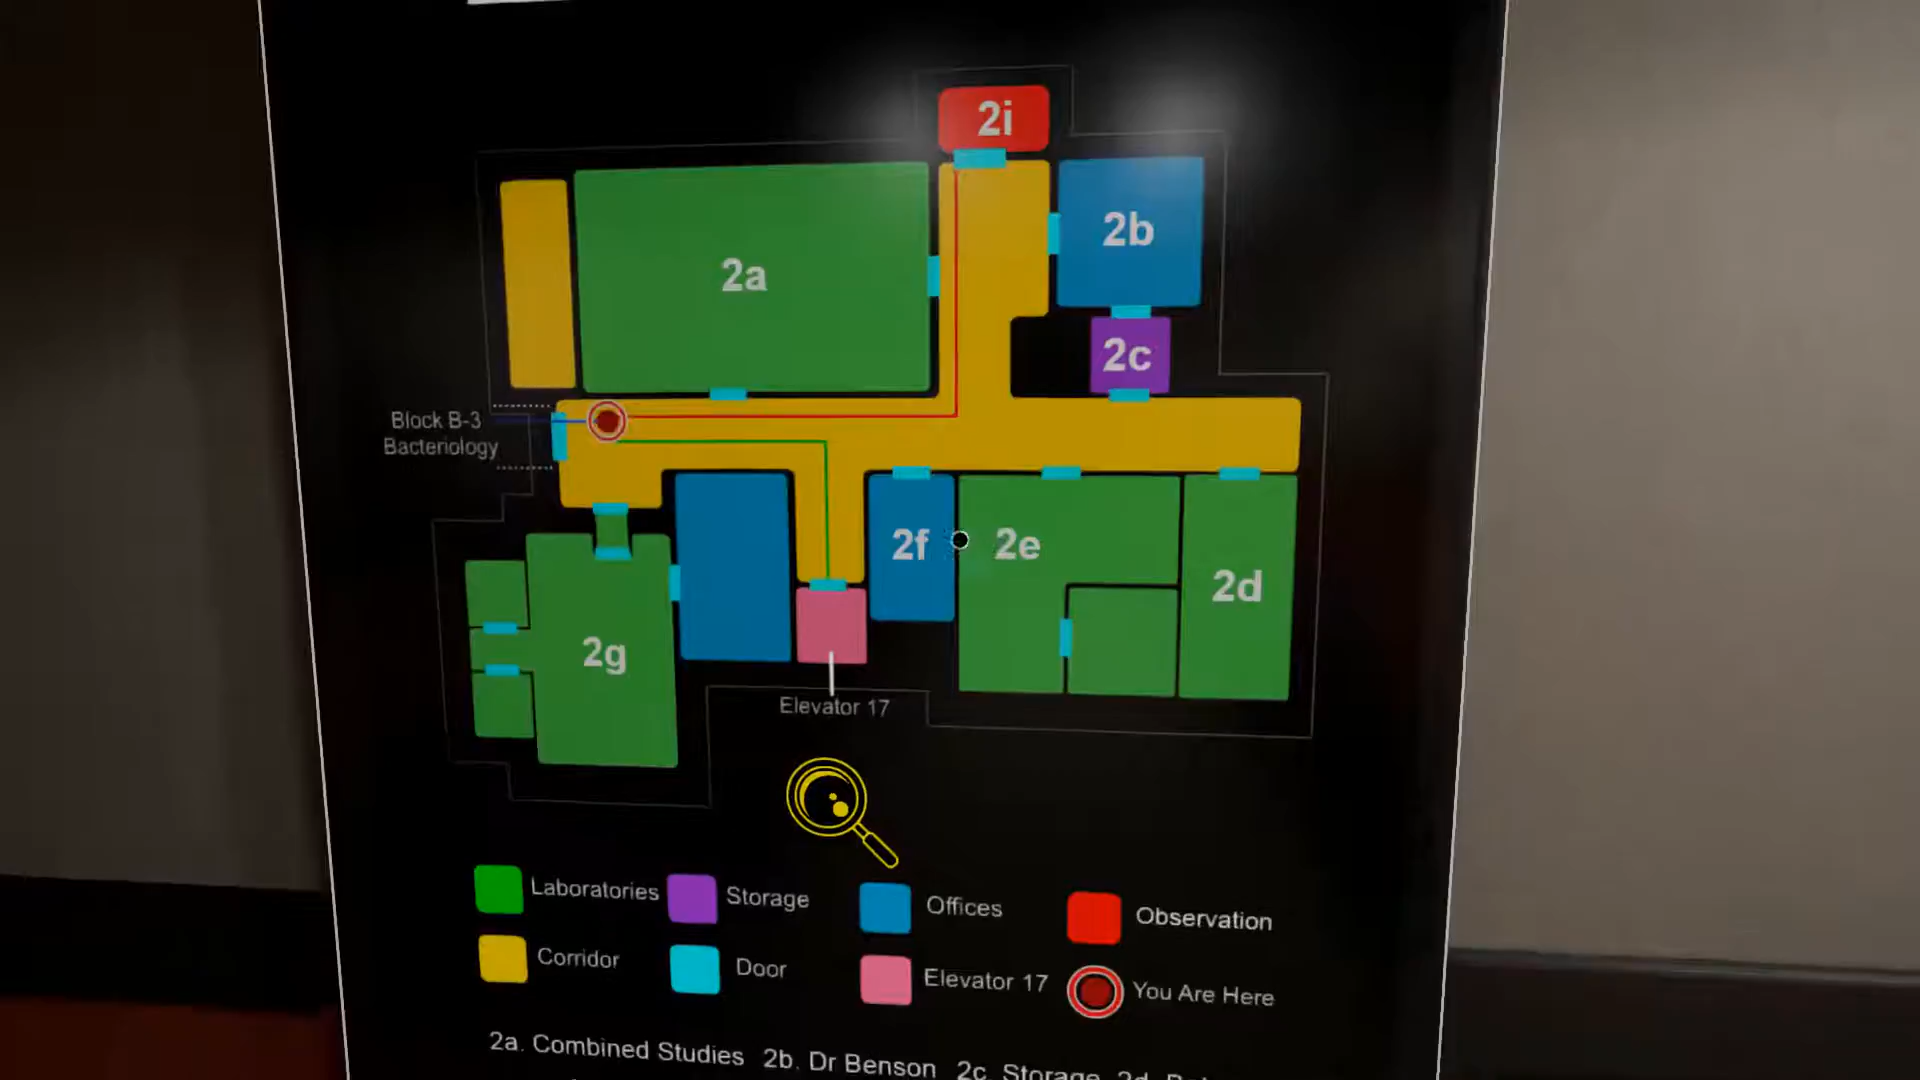 2i
2b
2a
2c
Block B-3
Bacteriology
2f
2e
2d
2g
Elevator 17
Laboratories
Storage
Offices
Observation
Corridor
Door
Elevator 17
You Are Here
2a. Combined Studies 2b. Dr Benson 2c. Storage 2d.